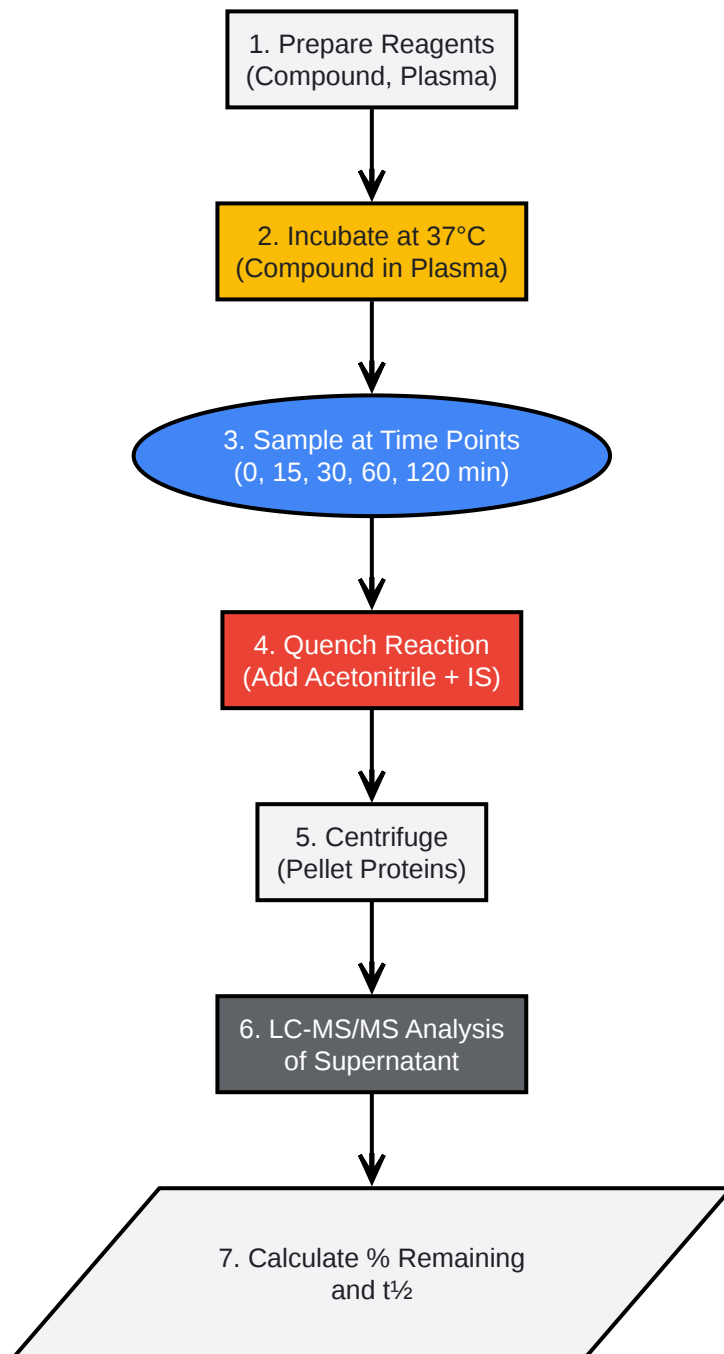 1. Prepare Reagents
(Compound, Plasma)
2. Incubate at 37°C
(Compound in Plasma)
3. Sample at Time Points
(0, 15, 30, 60, 120 min)
4. Quench Reaction
(Add Acetonitrile + IS)
5. Centrifuge
(Pellet Proteins)
6. LC-MS/MS Analysis
of Supernatant
7. Calculate % Remaining
and t½